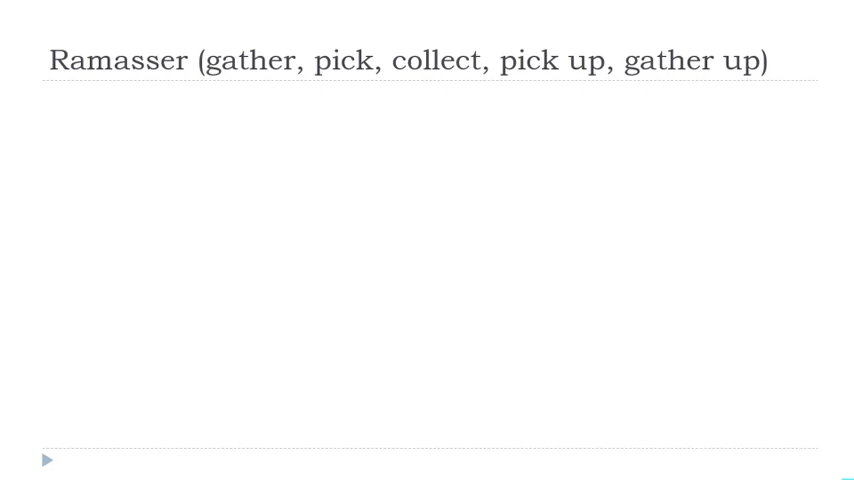 Ramasser (gather, pick, collect, pick up, gather up)